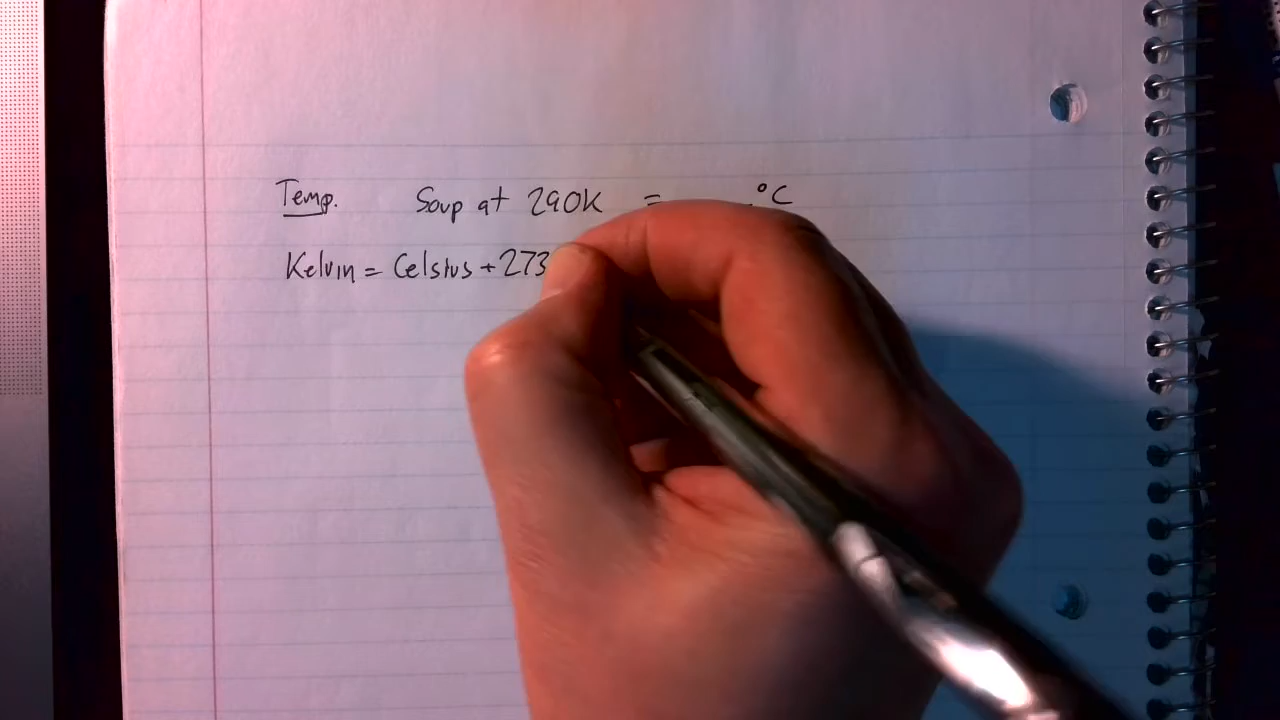 Temp. Soup at 290K = _ °C
Kelvin = Celsius + 273